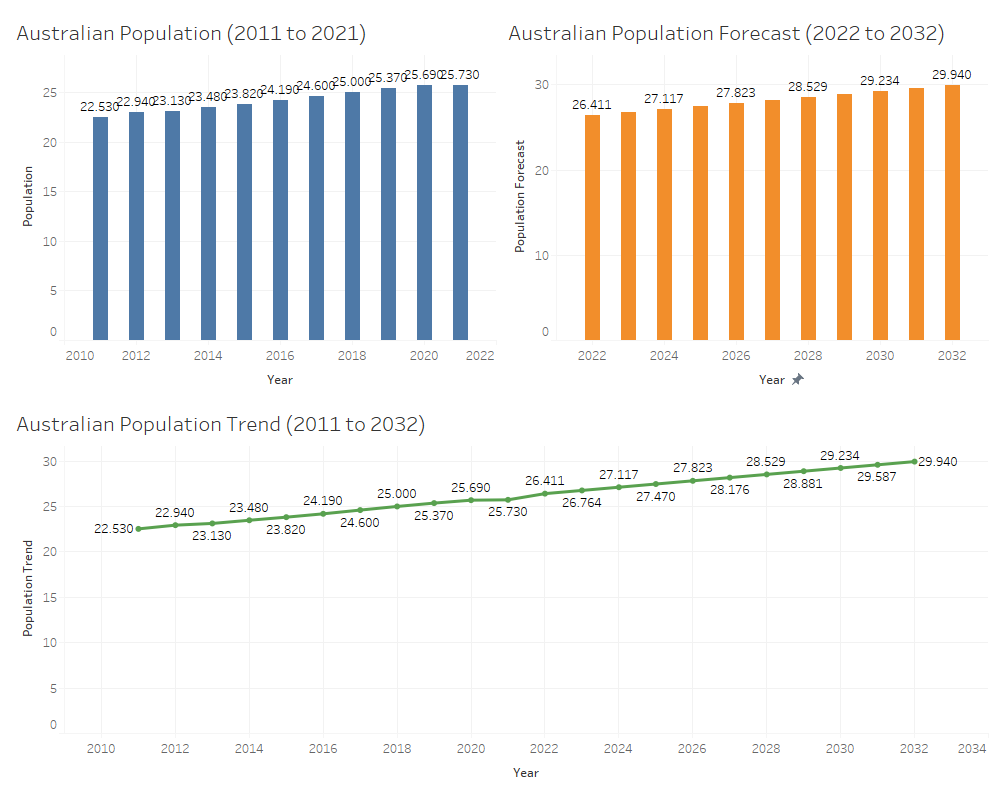 Australian Population (2011 to 2021)
22.530 22.940 23.130 23.480 23.820 24.190 24.600 25.000 25.370 25.690 25.730
25
20
15
10
5
0
Population
2010 2012 2014 2016 2018 2020 2022
Year
Australian Population Forecast (2022 to 2032)
26.411 27.117 27.823 28.529 29.234 29.940
30
20
10
0
Population Forecast
2022 2024 2026 2028 2030 2032
Year
Australian Population Trend (2011 to 2032)
30
25
20
15
10
5
0
Population Trend
22.530 22.940 23.130 23.480 23.820 24.190 24.600 25.000 25.370 25.690 25.730 26.411 26.764 27.117 27.470 27.823 28.176 28.529 28.881 29.234 29.587 29.940
2010 2012 2014 2016 2018 2020 2022 2024 2026 2028 2030 2032 2034
Year